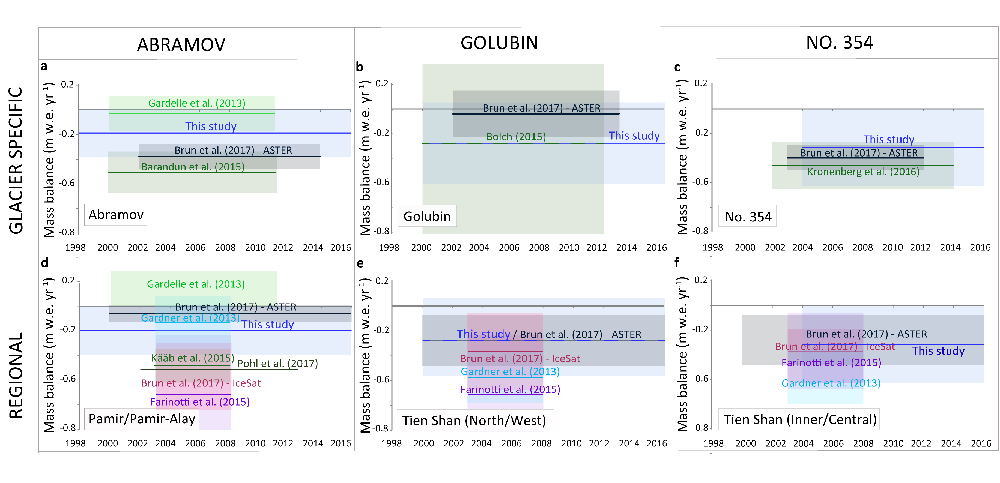 ABRAMOV
GOLUBIN
NO. 354
GLACIER SPECIFIC
a
Mass balance (m w.e. yr-1)
0.2
-0.2
-0.6
-0.8
Gardelle et al. (2013)
This study
Brun et al. (2017) - ASTER
Barandun et al. (2015)
Abramov
1998 2000 2002 2004 2006 2008 2010 2012 2014 2016
b
Mass balance (m w.e. yr-1)
0.2
-0.2
-0.6
-0.8
Brun et al. (2017) - ASTER
Bolch (2015)
This study
Golubin
1998 2000 2002 2004 2006 2008 2010 2012 2014 2016
c
Mass balance (m w.e. yr-1)
0.2
-0.2
-0.6
-0.8
This study
Brun et al. (2017) - ASTER
Kronenberg et al. (2016)
No. 354
1998 2000 2002 2004 2006 2008 2010 2012 2014 2016
REGIONAL
d
Mass balance (m w.e. yr-1)
0.2
-0.2
-0.6
-0.8
Gardelle et al. (2013)
Brun et al. (2017) - ASTER
Gardner et al. (2013)
This study
Kääb et al. (2015)
Pohl et al. (2017)
Brun et al. (2017) - IceSat
Farinotti et al. (2015)
Pamir/Pamir-Alay
1998 2000 2002 2004 2006 2008 2010 2012 2014 2016
e
Mass balance (m w.e. yr-1)
0.2
-0.2
-0.6
-0.8
This study / Brun et al. (2017) - ASTER
Brun et al. (2017) - IceSat
Gardner et al. (2013)
Farinotti et al. (2015)
Tien Shan (North/West)
1998 2000 2002 2004 2006 2008 2010 2012 2014 2016
f
Mass balance (m w.e. yr-1)
0.2
-0.2
-0.6
-0.8
Brun et al. (2017) - ASTER
Brun et al. (2017) - IceSat
This study
Farinotti et al. (2015)
Gardner et al. (2013)
Tien Shan (Inner/Central)
1998 2000 2002 2004 2006 2008 2010 2012 2014 2016